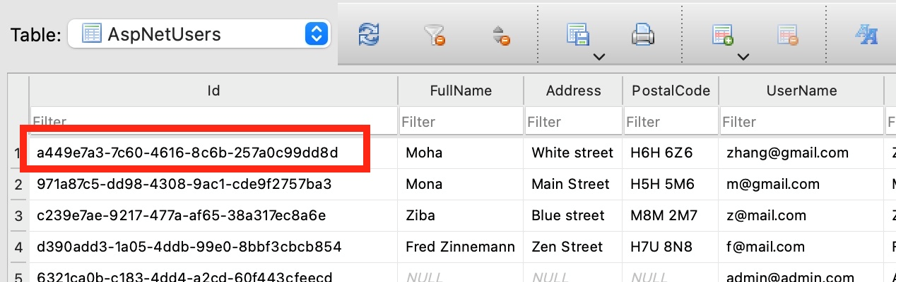 Table: AspNetUsers
Id FullName Address PostalCode UserName
Filter Filter Filter Filter Filter
1 a449e7a3-7c60-4616-8c6b-257a0c99dd8d Moha White street H6H 6Z6 zhang@gmail.com
2 971a87c5-dd98-4308-9ac1-cde9f2757ba3 Mona Main Street H5H 5M6 m@gmail.com
3 c239e7ae-9217-477a-af65-38a317ec8a6e Ziba Blue street M8M 2M7 z@mail.com
4 d390add3-1a05-4ddb-99e0-8bbf3cbcb854 Fred Zinnemann Zen Street H7U 8N8 f@mail.com
5 6321ca0b-c183-4dd4-a2cd-60f443cfeecd NULL NULL NULL admin@admin.com